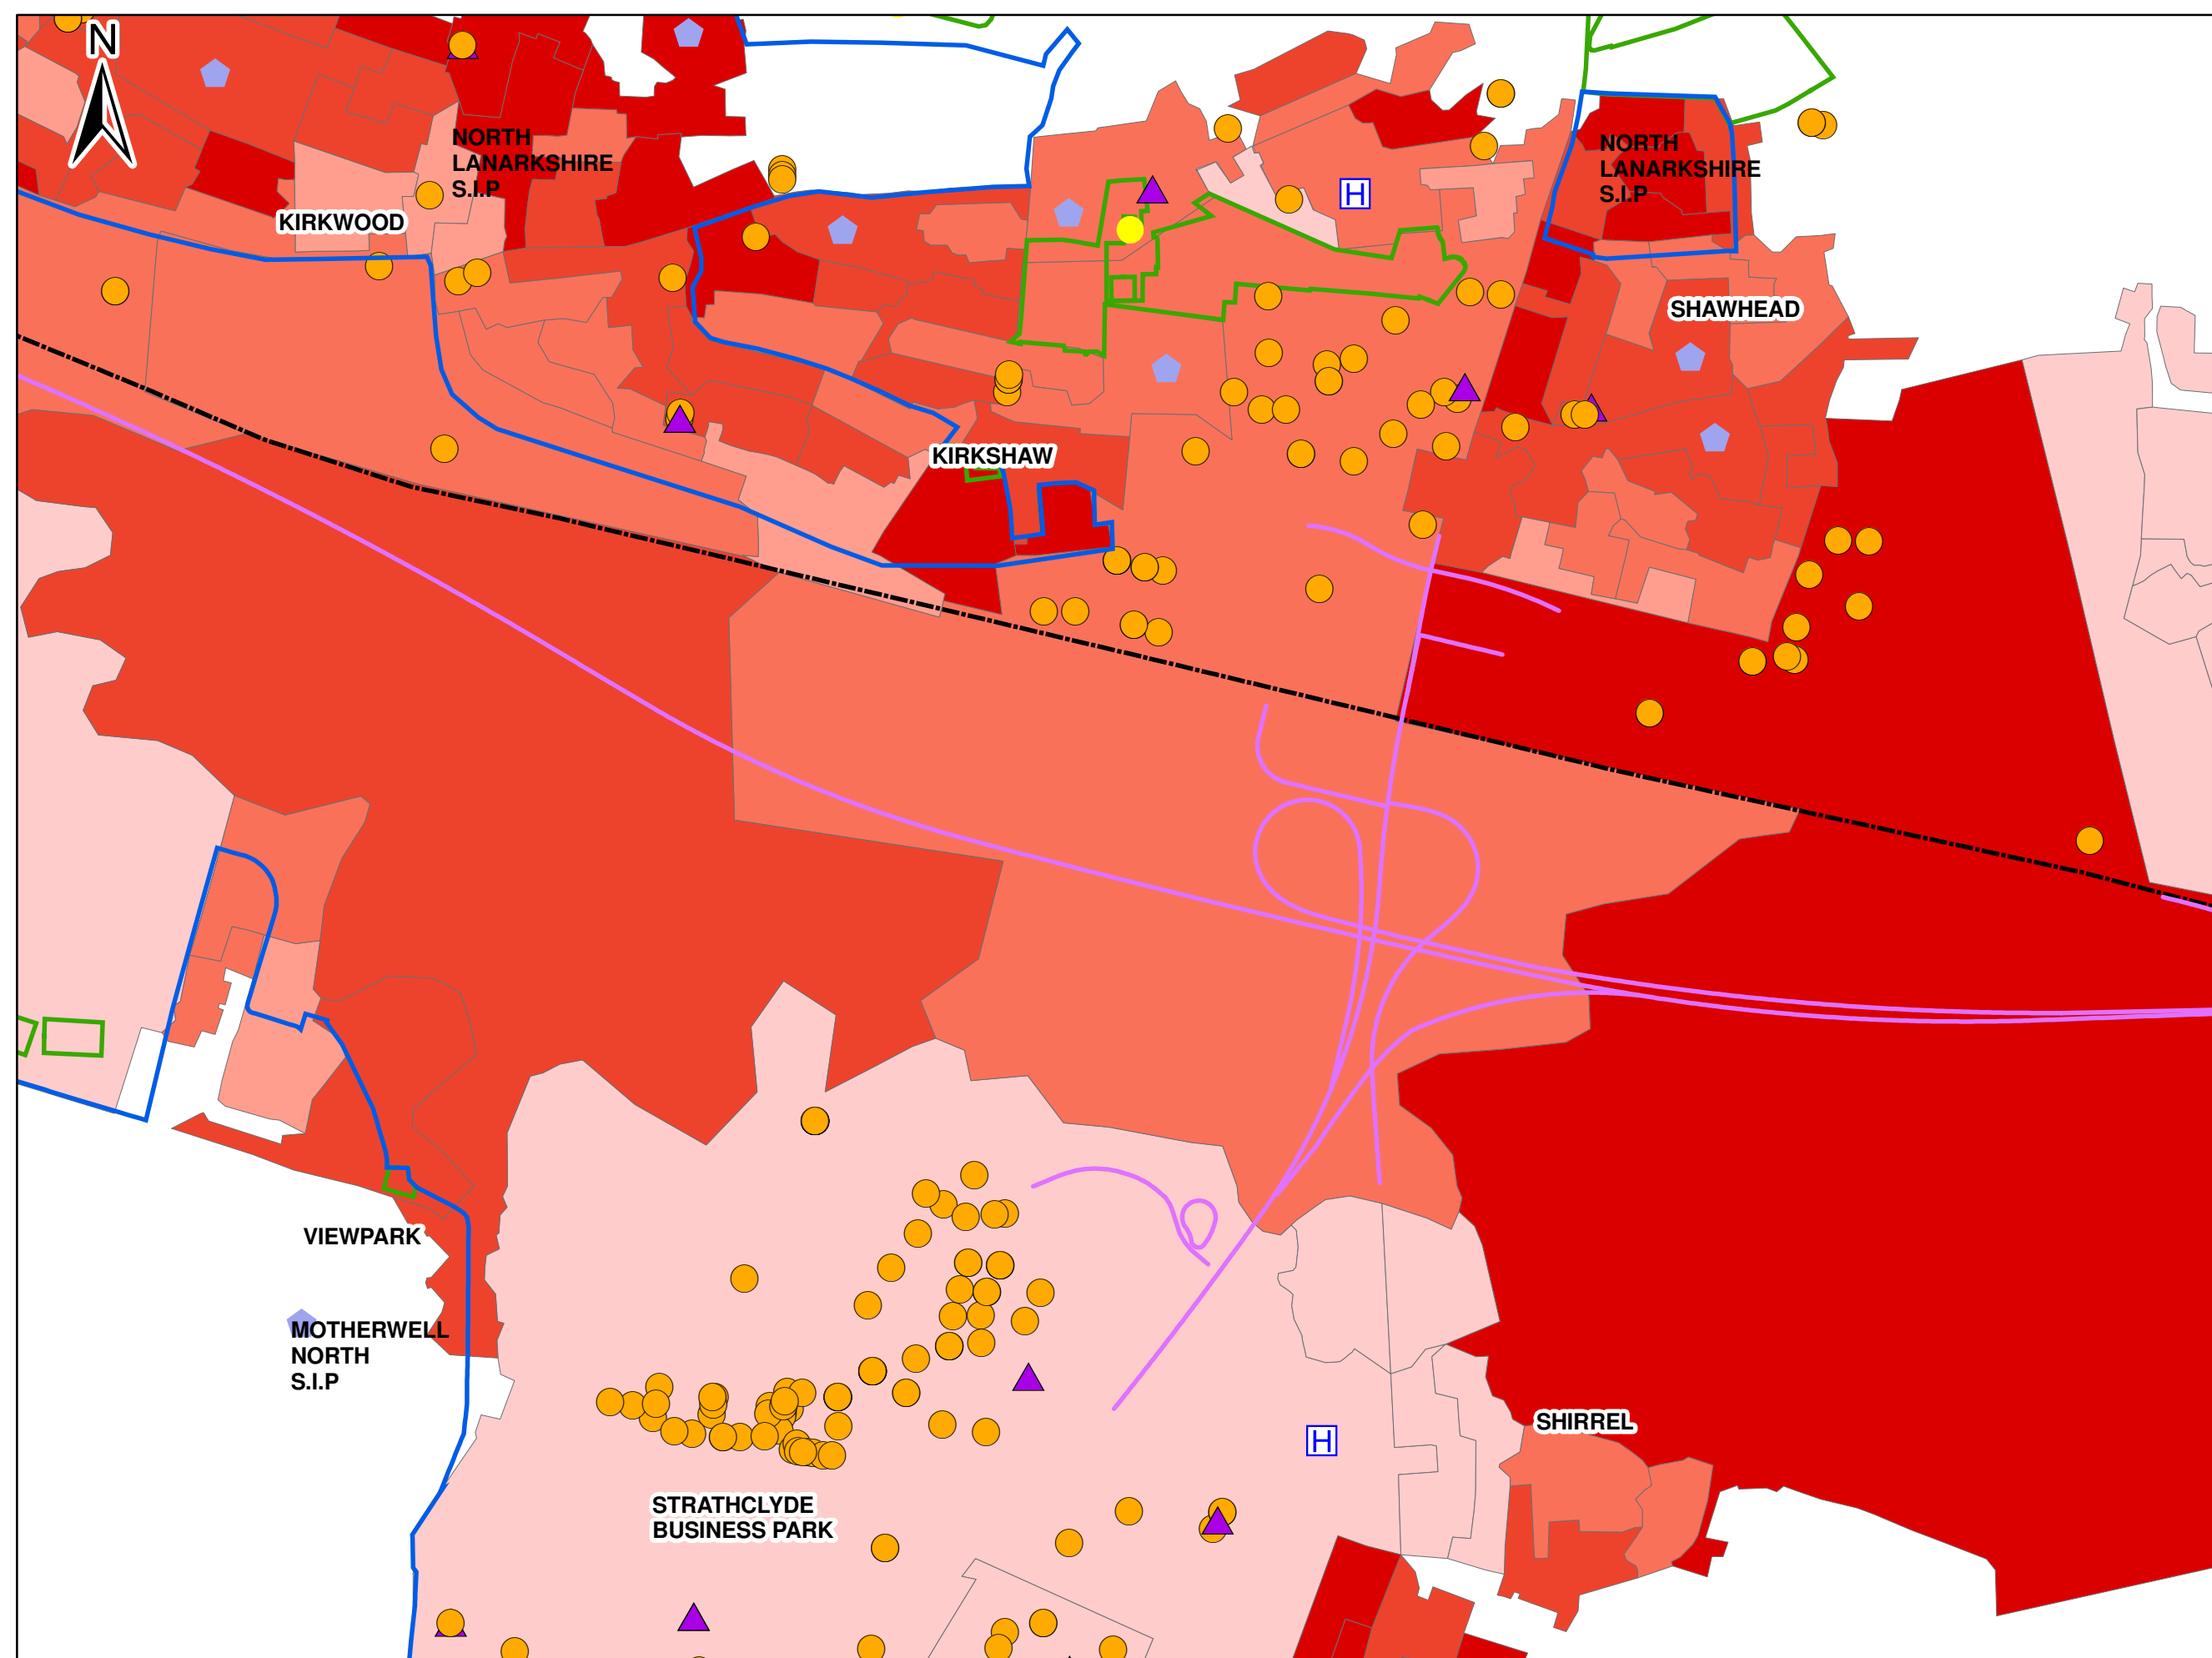 N
NORTH
LANARKSHIRE
S.I.P
NORTH
LANARKSHIRE
S.I.P
H
KIRKWOOD
SHAWHEAD
KIRKSHAW
VIEWPARK
MOTHERWELL
NORTH
S.I.P
SHIRREL
H
STRATHCLYDE
BUSINESS PARK